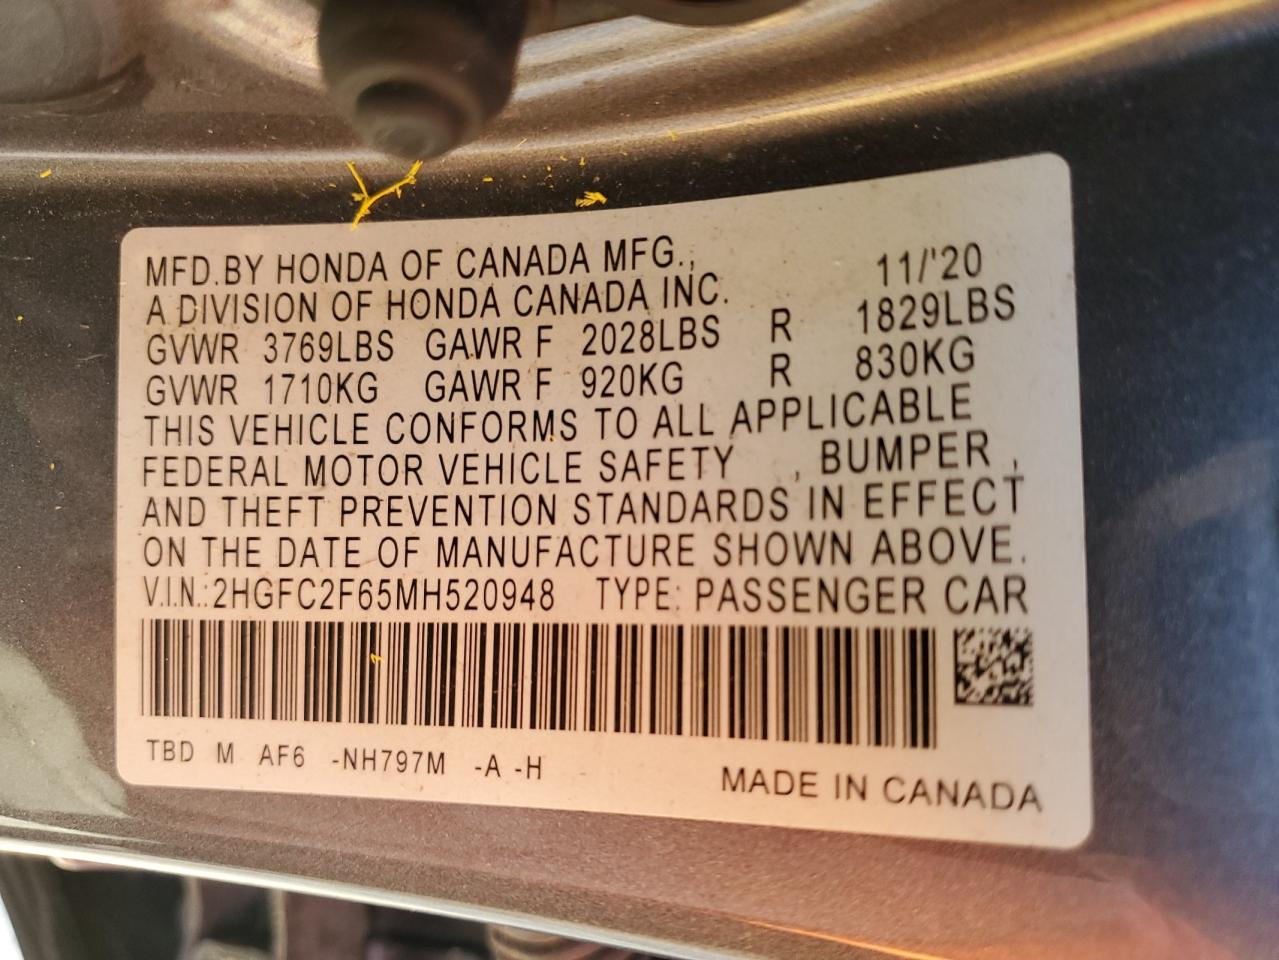 MFD.BY HONDA OF CANADA MFG., 11/'20
A DIVISION OF HONDA CANADA INC.
GVWR 3769LBS GAWR F 2028LBS R 1829LBS
GVWR 1710KG GAWR F 920KG R 830KG
THIS VEHICLE CONFORMS TO ALL APPLICABLE
FEDERAL MOTOR VEHICLE SAFETY , BUMPER ,
AND THEFT PREVENTION STANDARDS IN EFFECT
ON THE DATE OF MANUFACTURE SHOWN ABOVE.
V.I.N.:2HGFC2F65MH520948 TYPE: PASSENGER CAR
TBD M AF6 -NH797M -A -H
MADE IN CANADA